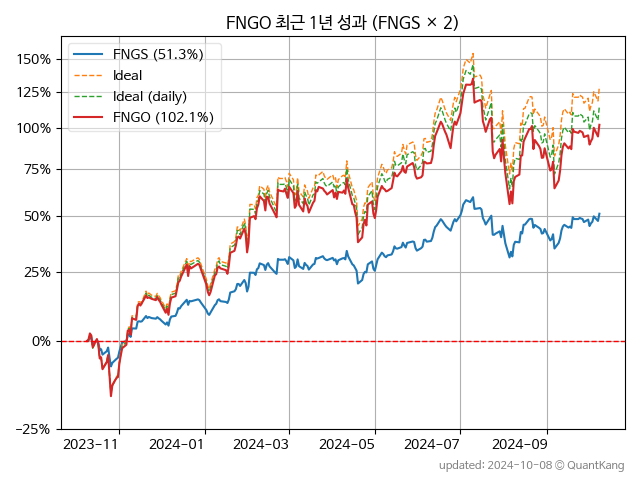 FNGO 최근 1년 성과 (FNGS × 2)
FNGS (51.3%)
Ideal
Ideal (daily)
FNGO (102.1%)
150%
125%
100%
75%
50%
25%
0%
−25%
2023-11
2024-01
2024-03
2024-05
2024-07
2024-09
updated: 2024-10-08 © QuantKang